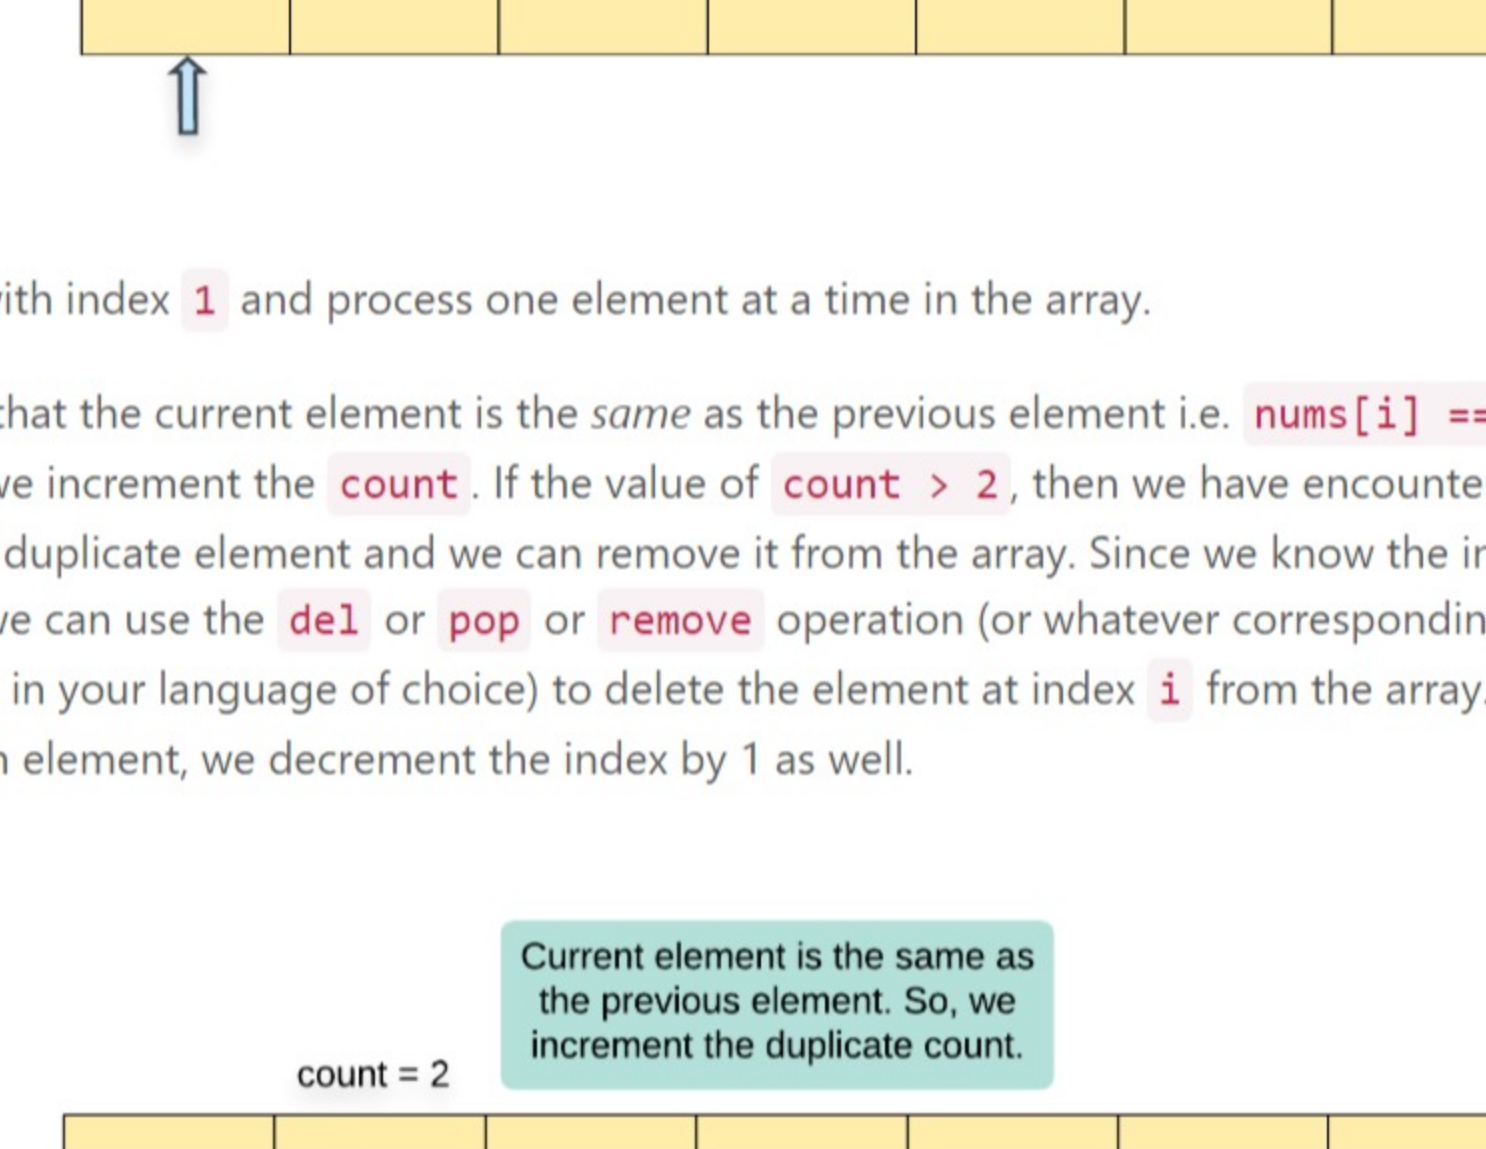 with index 1 and process one element at a time in the array.
that the current element is the same as the previous element i.e. nums[i] ==
we increment the count. If the value of count > 2, then we have
duplicate element and we can remove it from the array. Since we know the
we can use the del or pop or remove operation (or whatever
in your language of choice) to delete the element at index i from the array.
element, we decrement the index by 1 as well.
Current element is the same as
the previous element. So, we
increment the duplicate count.
count = 2